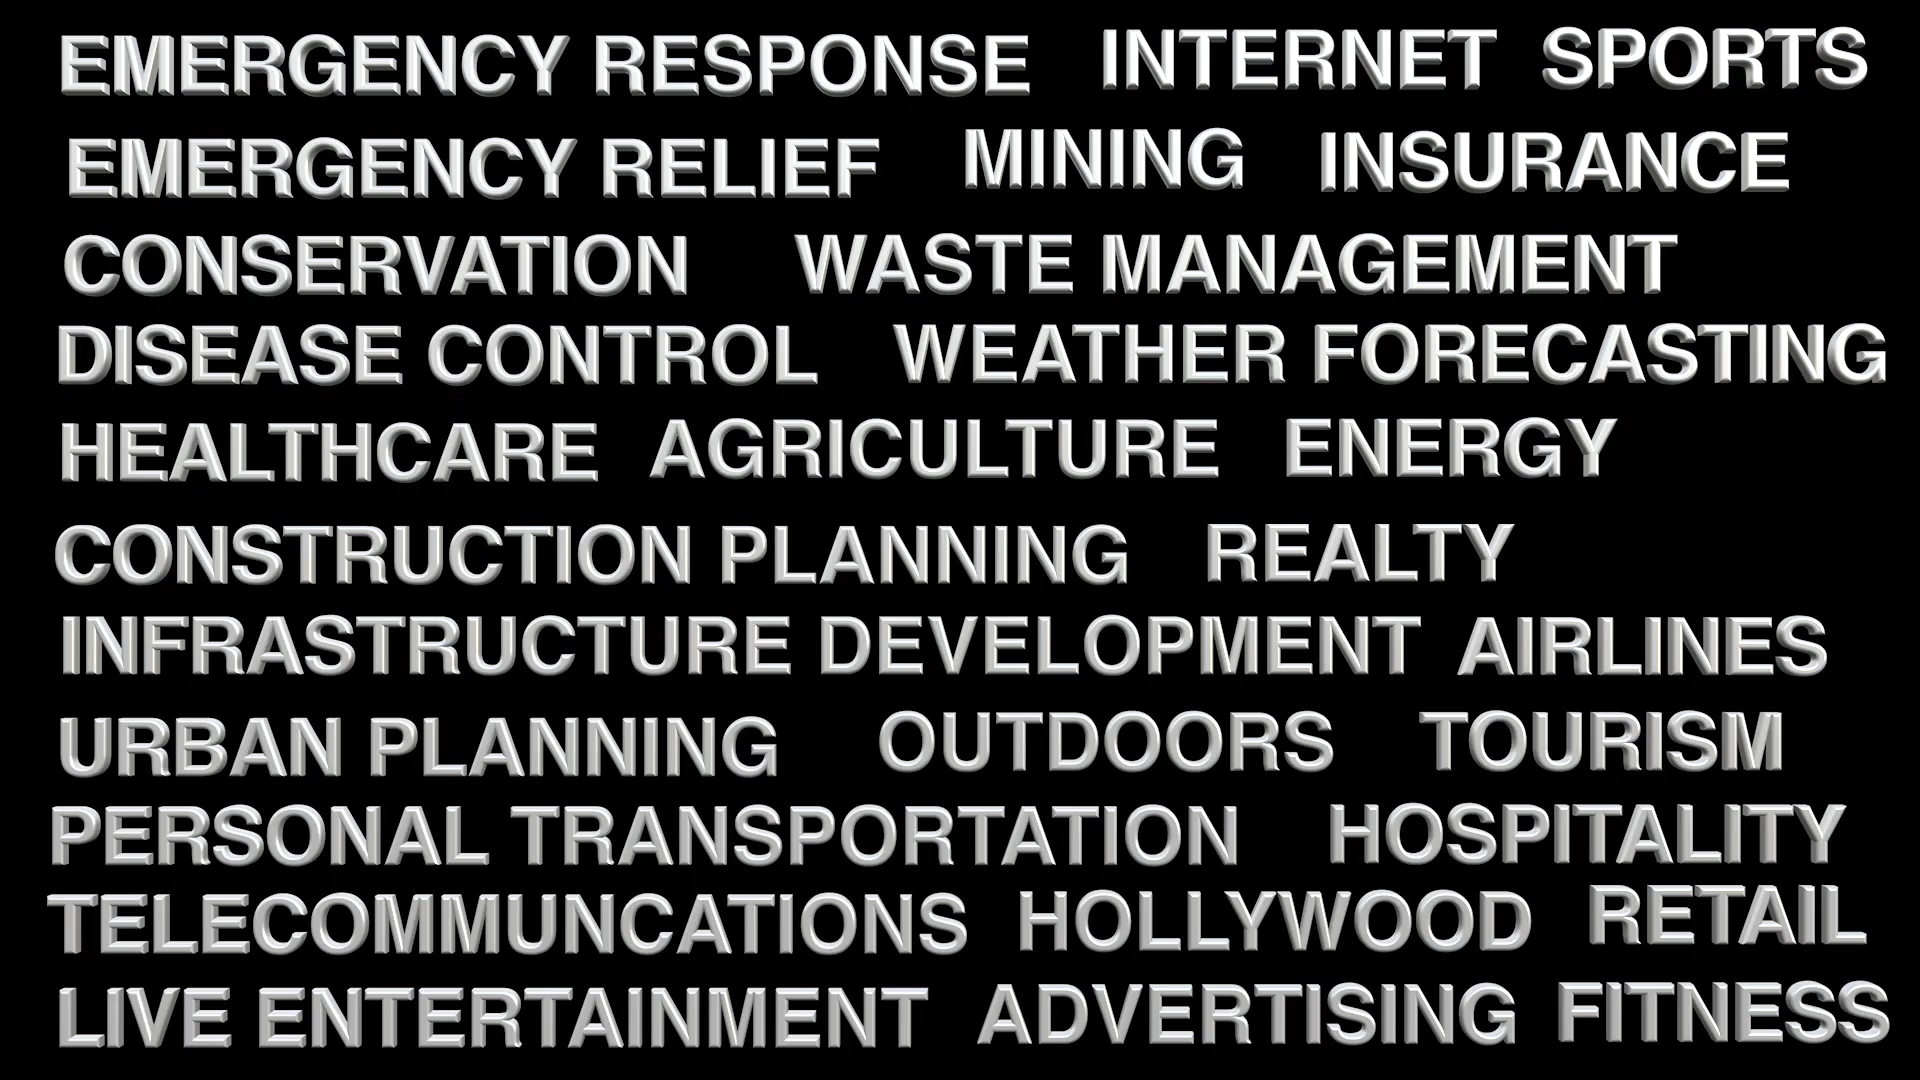 EMERGENCY RESPONSE INTERNET SPORTS
EMERGENCY RELIEF MINING INSURANCE
CONSERVATION WASTE MANAGEMENT
DISEASE CONTROL WEATHER FORECASTING
HEALTHCARE AGRICULTURE ENERGY
CONSTRUCTION PLANNING REALTY
INFRASTRUCTURE DEVELOPMENT AIRLINES
URBAN PLANNING OUTDOORS TOURISM
PERSONAL TRANSPORTATION HOSPITALITY
TELECOMMUNCATIONS HOLLYWOOD RETAIL
LIVE ENTERTAINMENT ADVERTISING FITNESS